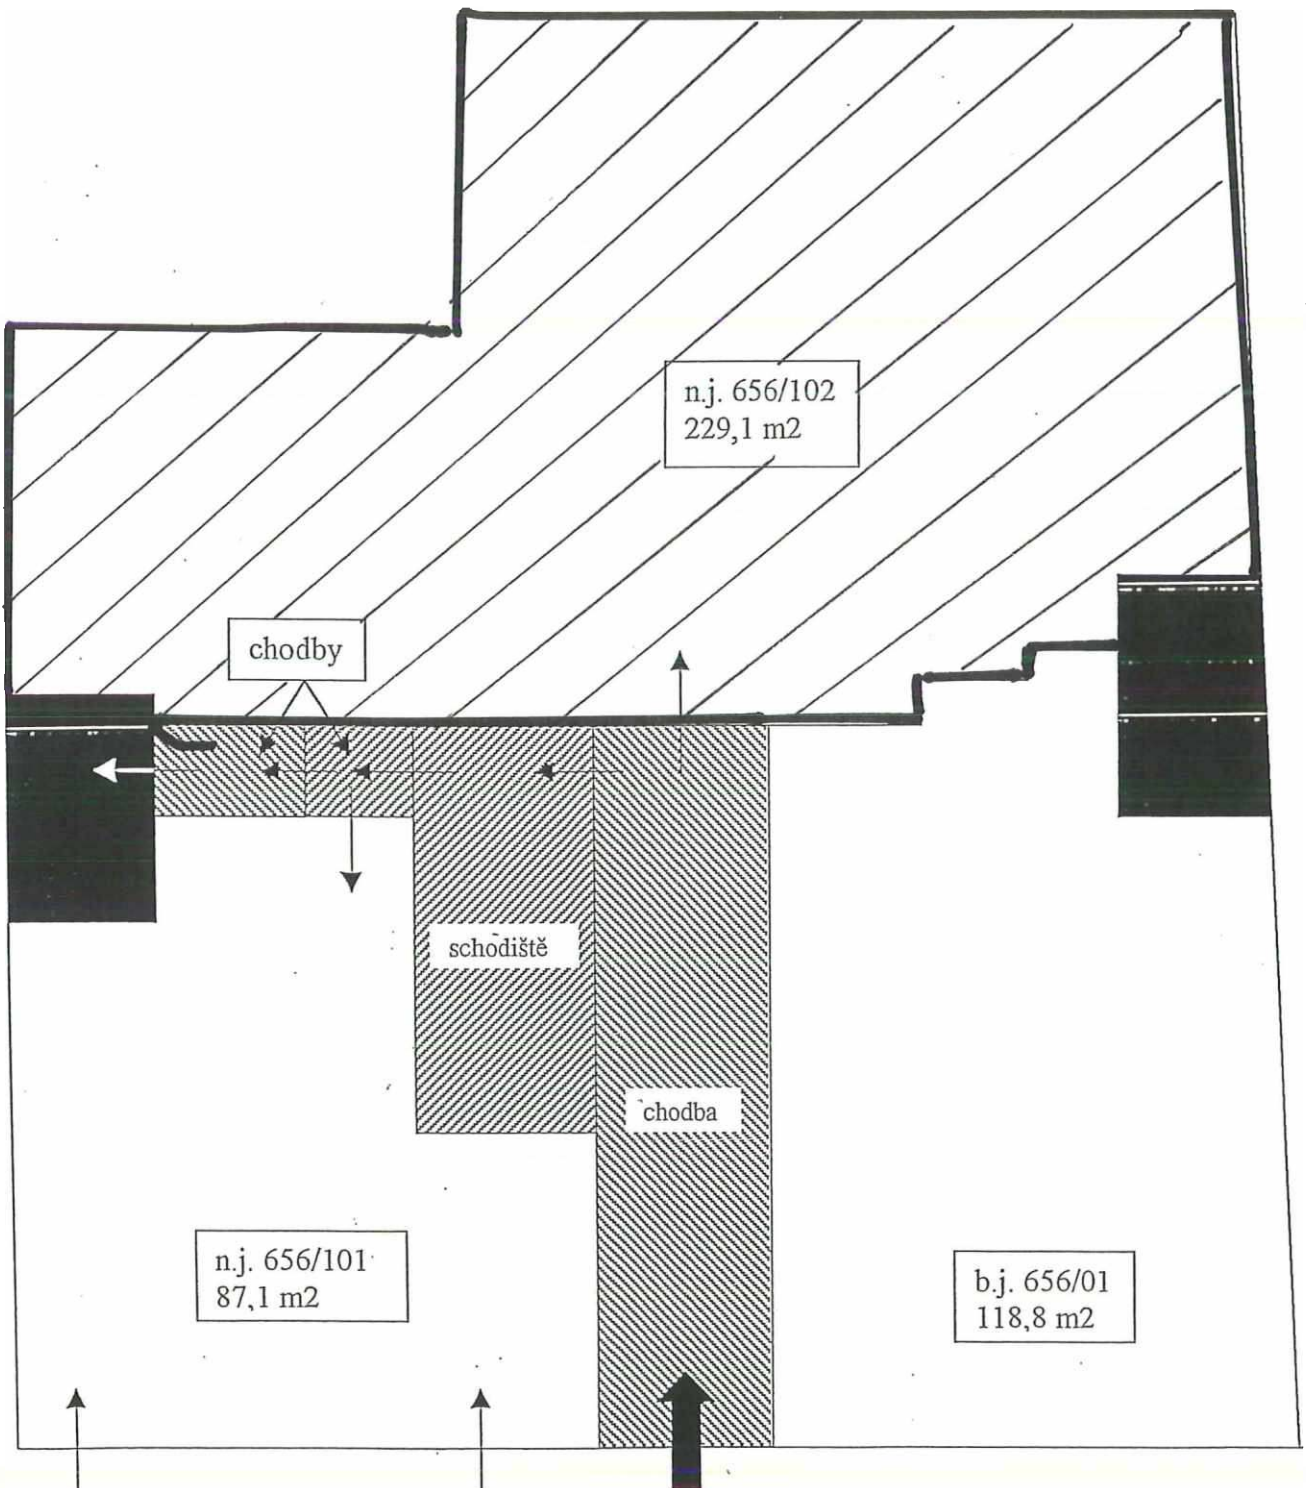 n.j. 656/102
229,1 m2
chodby
schodiště
chodba
n.j. 656/101
87,1 m2
b.j. 656/01
118,8 m2